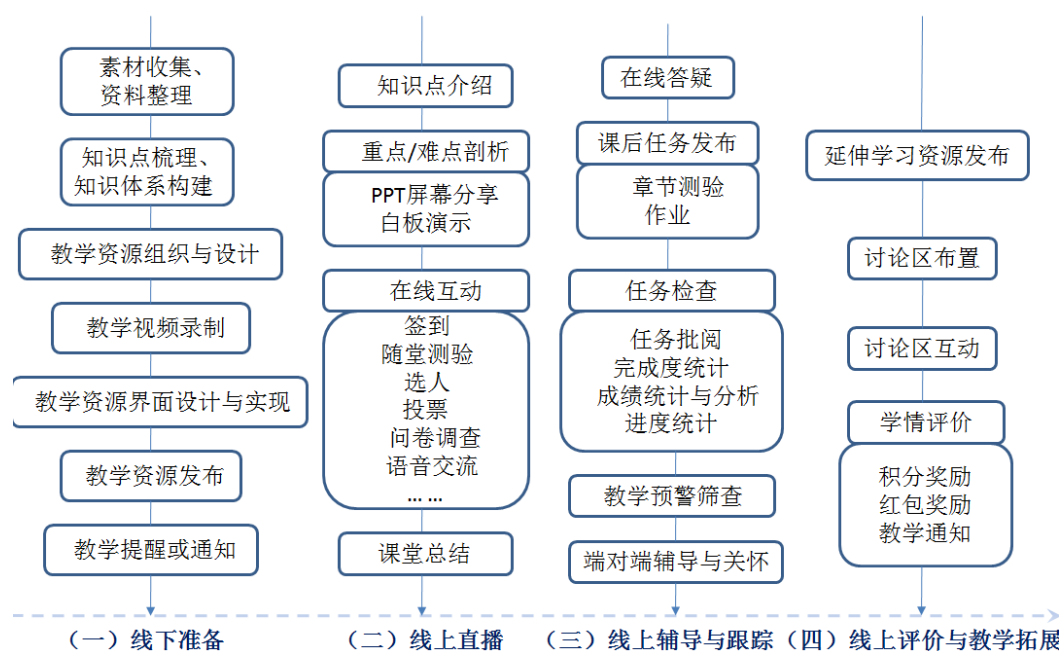 素材收集、
资料整理
知识点梳理、
知识体系构建
教学资源组织与设计
教学视频录制
教学资源界面设计与实现
教学资源发布
教学提醒或通知
（一）线下准备
知识点介绍
重点/难点剖析
PPT屏幕分享
白板演示
在线互动
签到
随堂测验
选人
投票
问卷调查
语音交流
... ...
课堂总结
（二）线上直播
在线答疑
课后任务发布
章节测验
作业
任务检查
任务批阅
完成度统计
成绩统计与分析
进度统计
教学预警筛查
端对端辅导与关怀
（三）线上辅导与跟踪
延伸学习资源发布
讨论区布置
讨论区互动
学情评价
积分奖励
红包奖励
教学通知
（四）线上评价与教学拓展